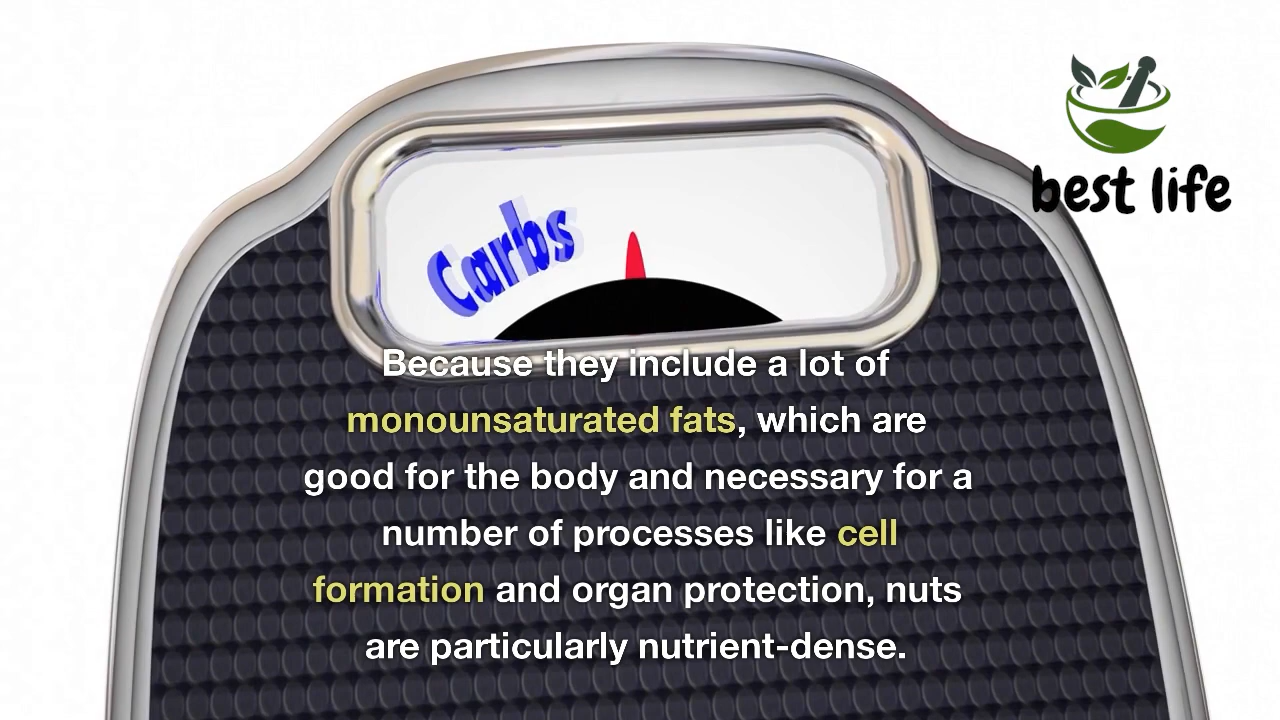 best life
Carbs
Because they include a lot of
monounsaturated fats, which are
good for the body and necessary for a
number of processes like cell
formation and organ protection, nuts
are particularly nutrient-dense.